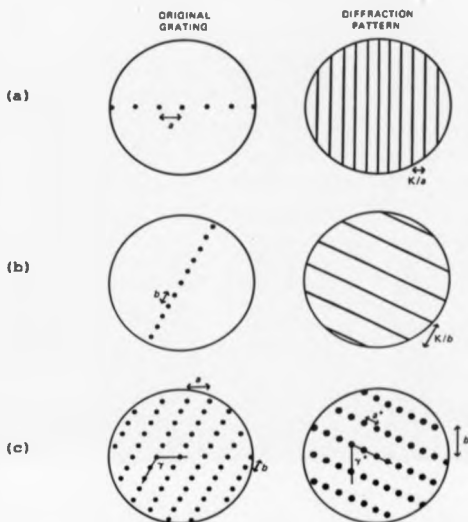 ORIGINAL GRATING
DIFFRACTION PATTERN
(a)
a
K/a
(b)
b
K/b
(c)
a
b
γ
a*
γ*
b